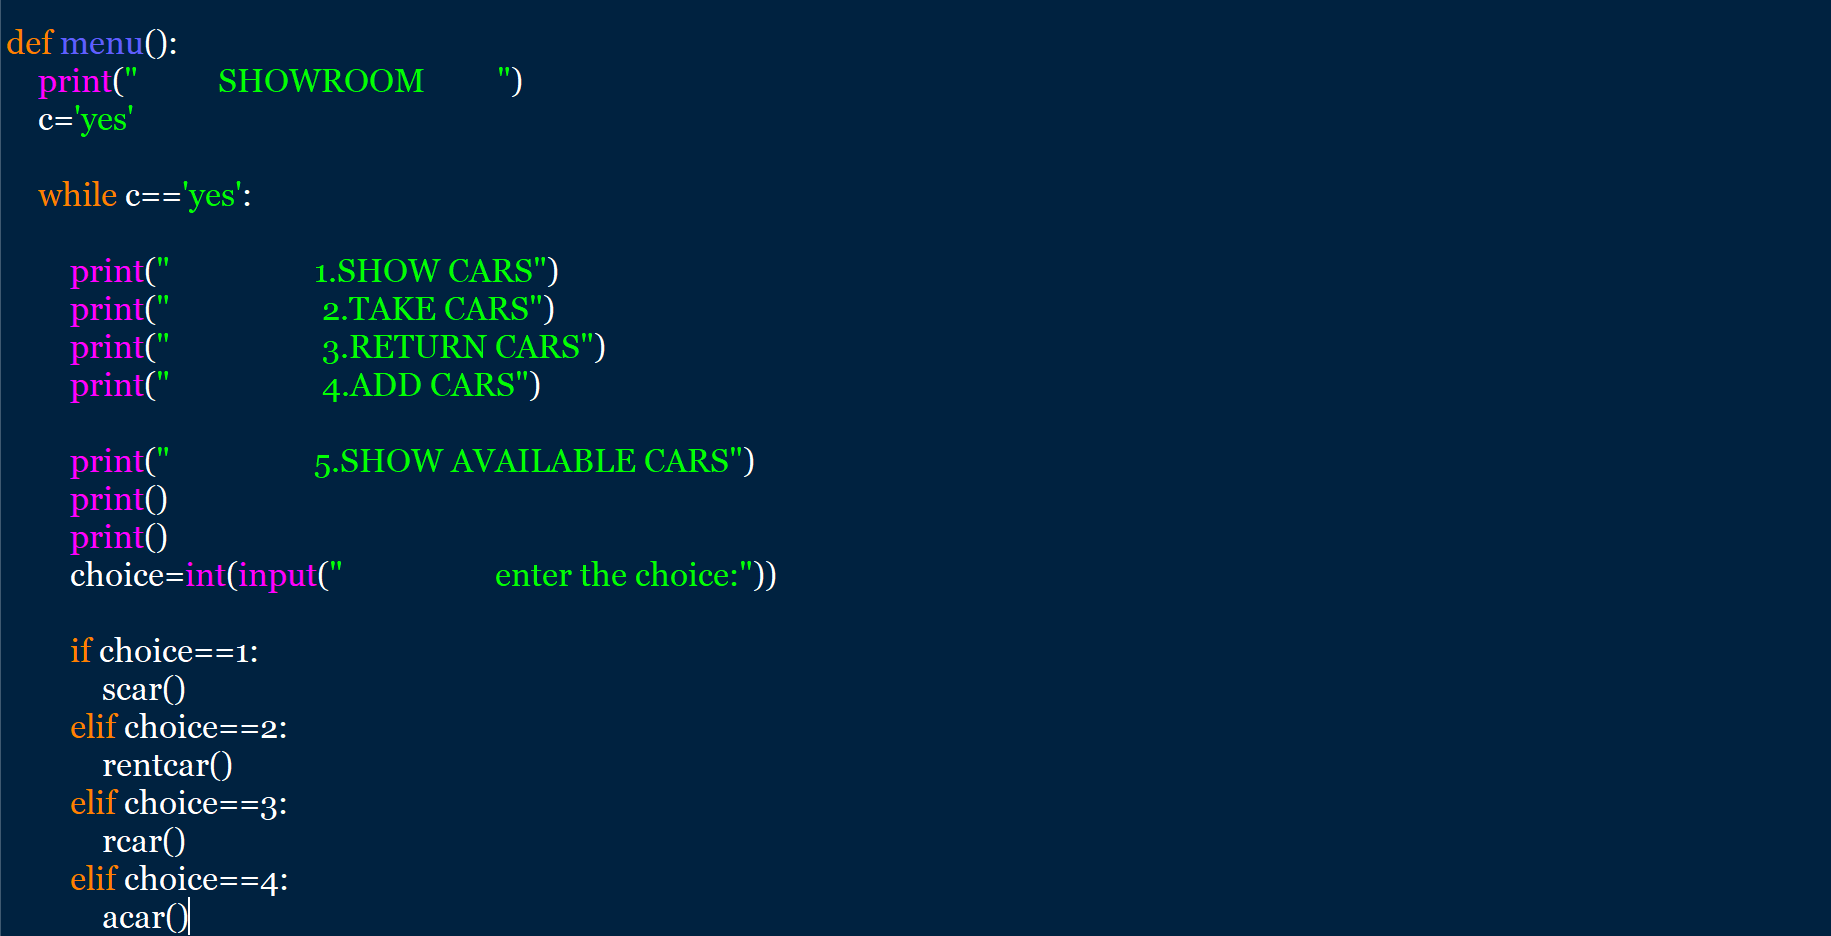 def menu():
    print("          SHOWROOM         ")
    c='yes'
    while c=='yes':
        print("                  1.SHOW CARS")
        print("                   2.TAKE CARS")
        print("                   3.RETURN CARS")
        print("                   4.ADD CARS")
        print("                  5.SHOW AVAILABLE CARS")
        print()
        print()
        choice=int(input("                   enter the choice:"))
        if choice==1:
            scar()
        elif choice==2:
            rentcar()
        elif choice==3:
            rcar()
        elif choice==4:
            acar()